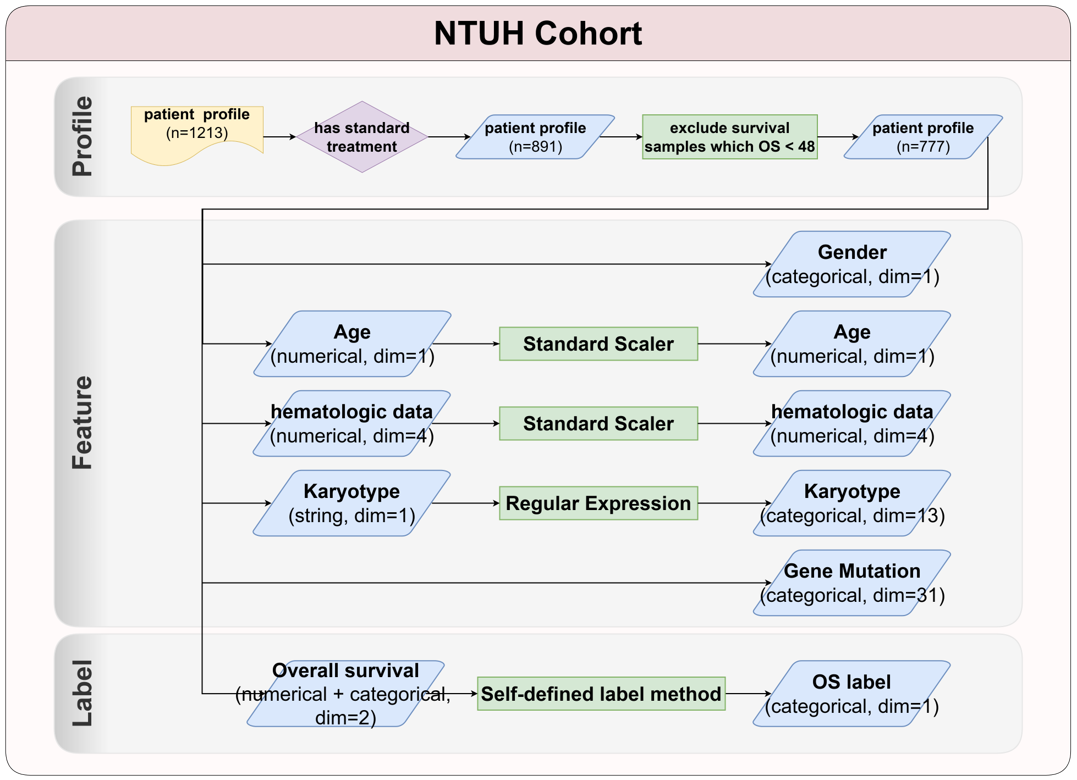 NTUH Cohort
Profile
patient profile
(n=1213)
has standard
treatment
patient profile
(n=891)
exclude survival
samples which OS < 48
patient profile
(n=777)
Feature
Gender
(categorical, dim=1)
Age
(numerical, dim=1)
Standard Scaler
Age
(numerical, dim=1)
hematologic data
(numerical, dim=4)
Standard Scaler
hematologic data
(numerical, dim=4)
Karyotype
(string, dim=1)
Regular Expression
Karyotype
(categorical, dim=13)
Gene Mutation
(categorical, dim=31)
Label
Overall survival
(numerical + categorical,
dim=2)
Self-defined label method
OS label
(categorical, dim=1)